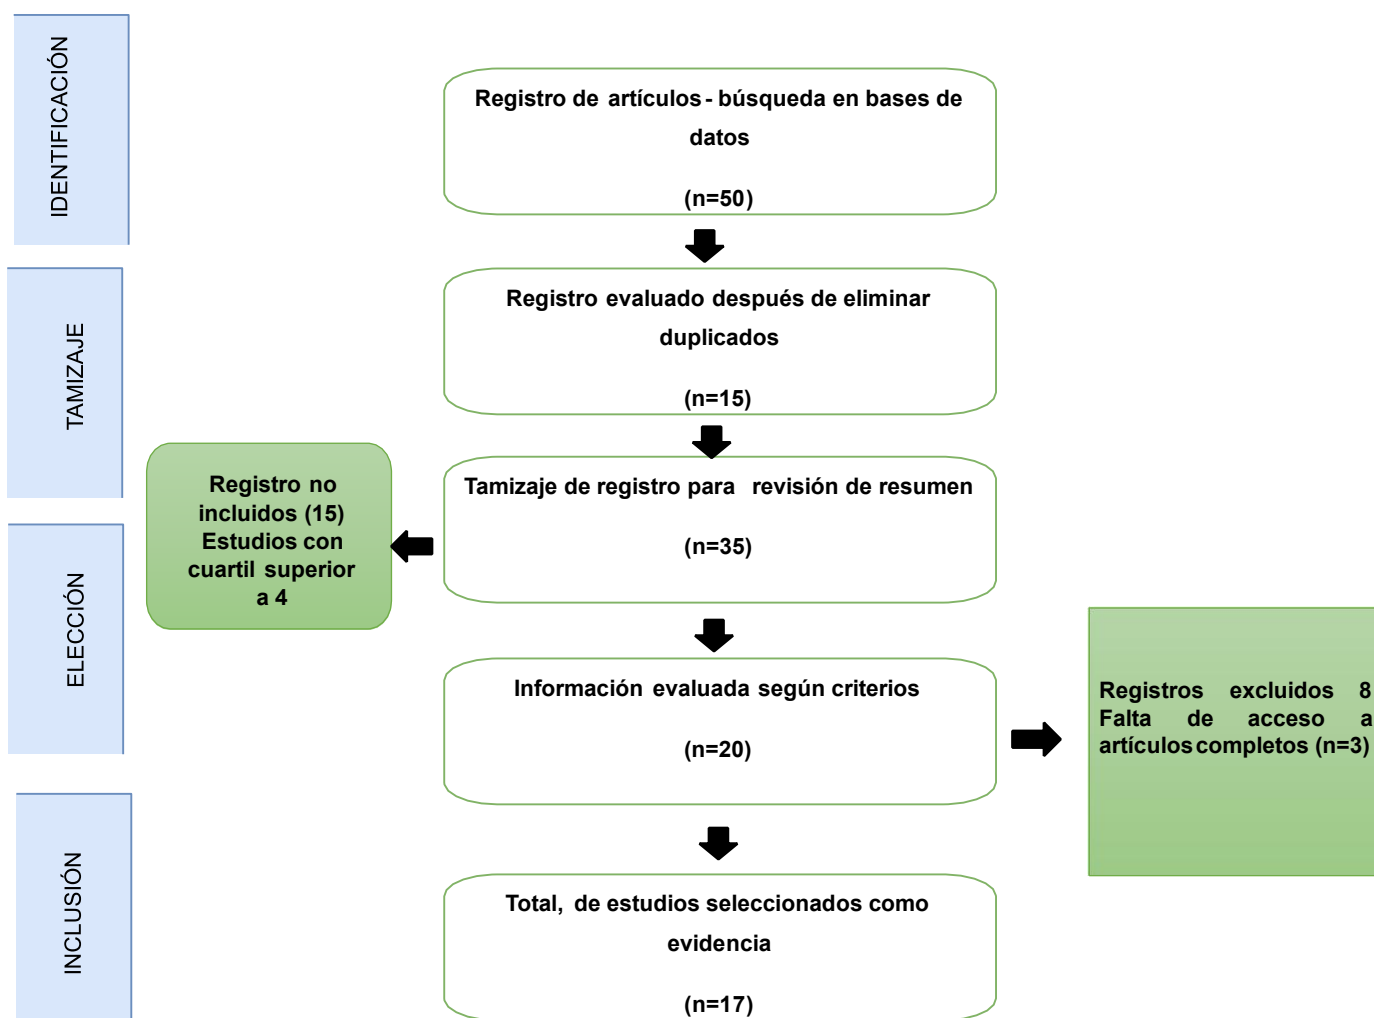 IDENTIFICACIÓN
Registro de artículos - búsqueda en bases de
datos
(n=50)
TAMIZAJE
Registro evaluado después de eliminar
duplicados
(n=15)
Registro no
incluidos (15)
Estudios con
cuartil superior
a 4
Tamizaje de registro para revisión de resumen
(n=35)
ELECCIÓN
Información evaluada según criterios
(n=20)
Registros excluidos 8
Falta de acceso a
artículos completos (n=3)
INCLUSIÓN
Total, de estudios seleccionados como
evidencia
(n=17)